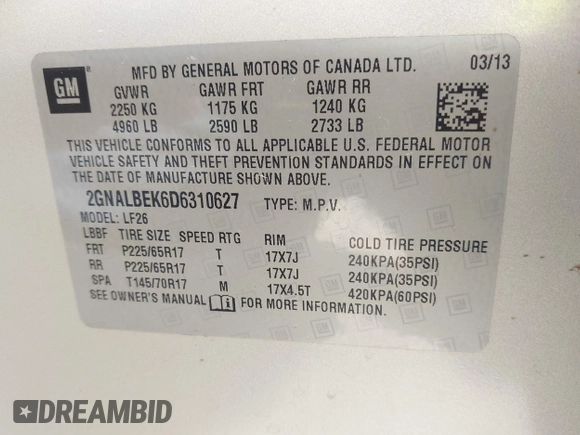 GM
MFD BY GENERAL MOTORS OF CANADA LTD. 03/13
GVWR GAWR FRT GAWR RR
2250 KG 1175 KG 1240 KG
4960 LB 2590 LB 2733 LB
THIS VEHICLE CONFORMS TO ALL APPLICABLE U.S. FEDERAL MOTOR
VEHICLE SAFETY AND THEFT PREVENTION STANDARDS IN EFFECT ON
THE DATE OF MANUFACTURE SHOWN ABOVE.
2GNALBEK6D6310627 TYPE: M.P.V.
MODEL: LF26
LBBF TIRE SIZE SPEED RTG RIM COLD TIRE PRESSURE
FRT P225/65R17 T 17X7J 240KPA(35PSI)
RR P225/65R17 T 17X7J 240KPA(35PSI)
SPA T145/70R17 M 17X4.5T 420KPA(60PSI)
SEE OWNER'S MANUAL i FOR MORE INFORMATION.
DREAMBID